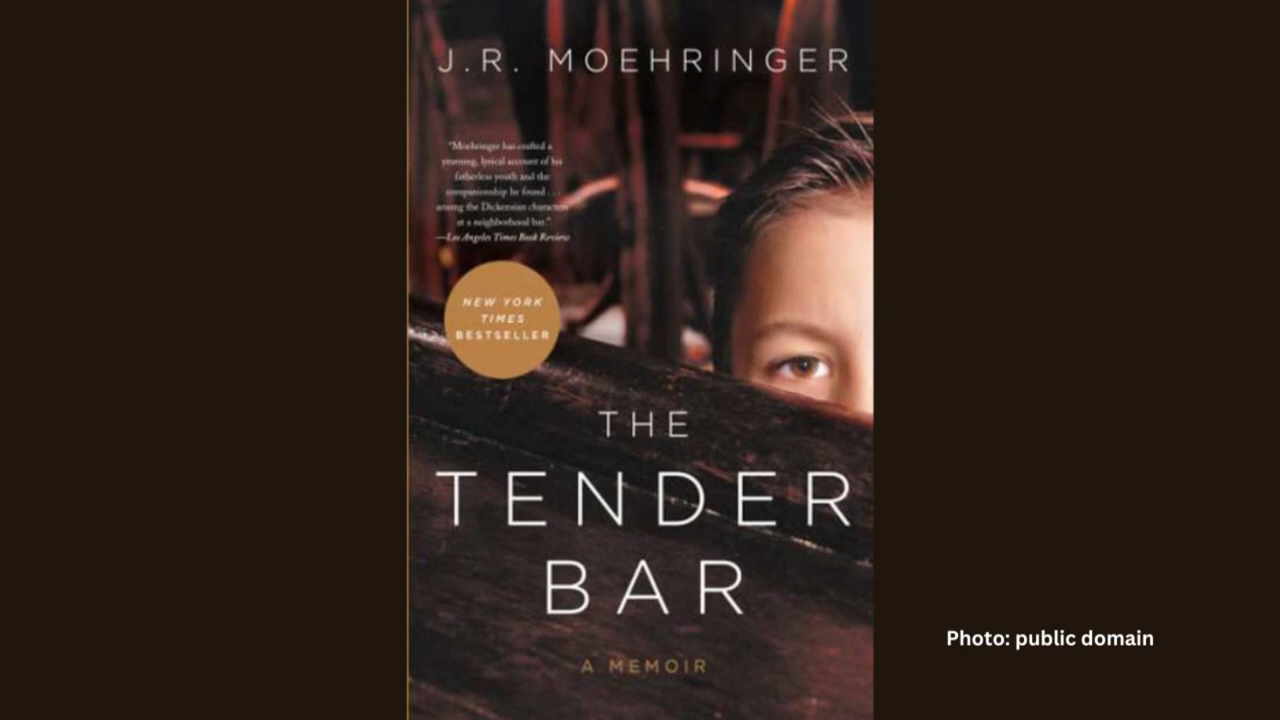 J.R. MOEHRINGER
"Moehringer has crafted a
yearning, lyrical account of his
fatherless youth and the
companionship he found . . .
among the Dickensian characters
at a neighborhood bar."
—Los Angeles Times Book Review
NEW YORK
TIMES
BESTSELLER
THE
TENDER
BAR
A MEMOIR
Photo: public domain